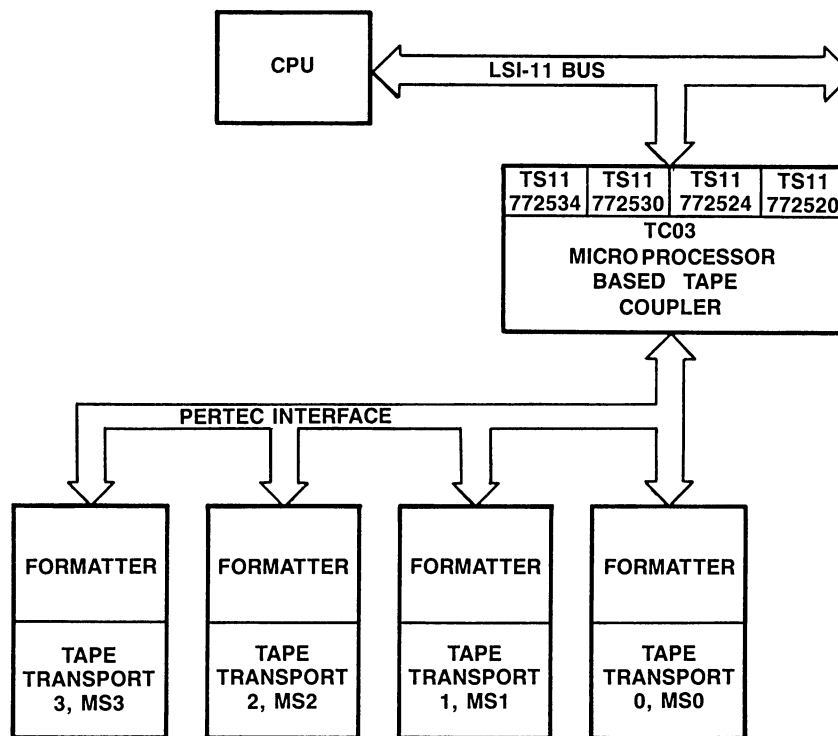 CPU
LSI-11 BUS
TS11 TS11 TS11 TS11
772534 772530 772524 772520
TC03
MICROPROCESSOR
BASED TAPE
COUPLER
PERTEC INTERFACE
FORMATTER FORMATTER FORMATTER FORMATTER
TAPE TAPE TAPE TAPE
TRANSPORT TRANSPORT TRANSPORT TRANSPORT
3, MS3 2, MS2 1, MS1 0, MS0